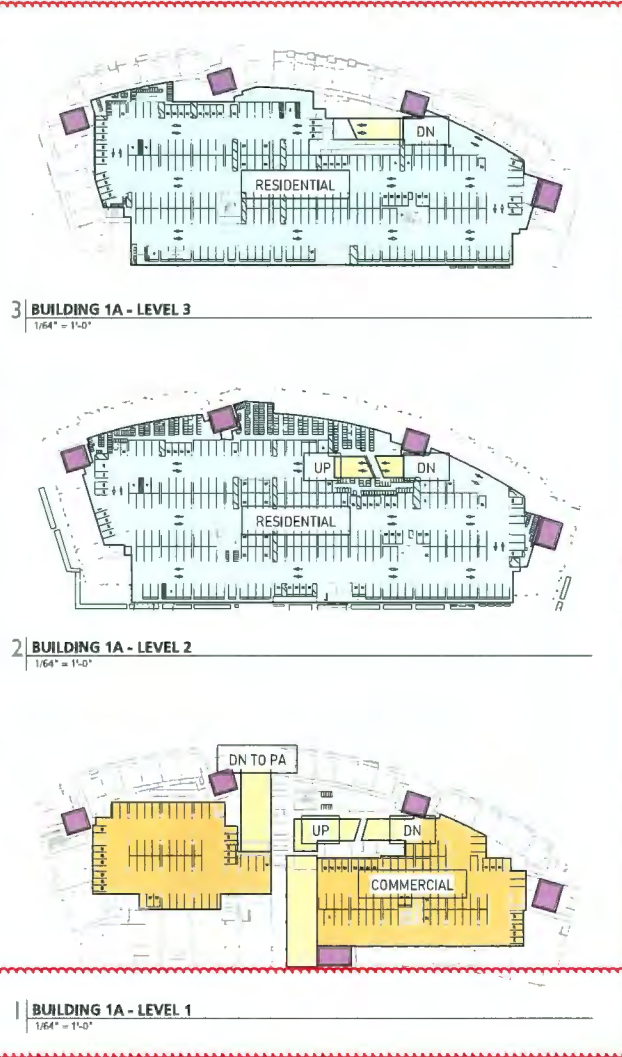 DN
RESIDENTIAL
3 BUILDING 1A - LEVEL 3
1/64" = 1'-0"
UP DN
RESIDENTIAL
2 BUILDING 1A - LEVEL 2
1/64" = 1'-0"
DN TO PA
UP DN
COMMERCIAL
1 BUILDING 1A - LEVEL 1
1/64" = 1'-0"